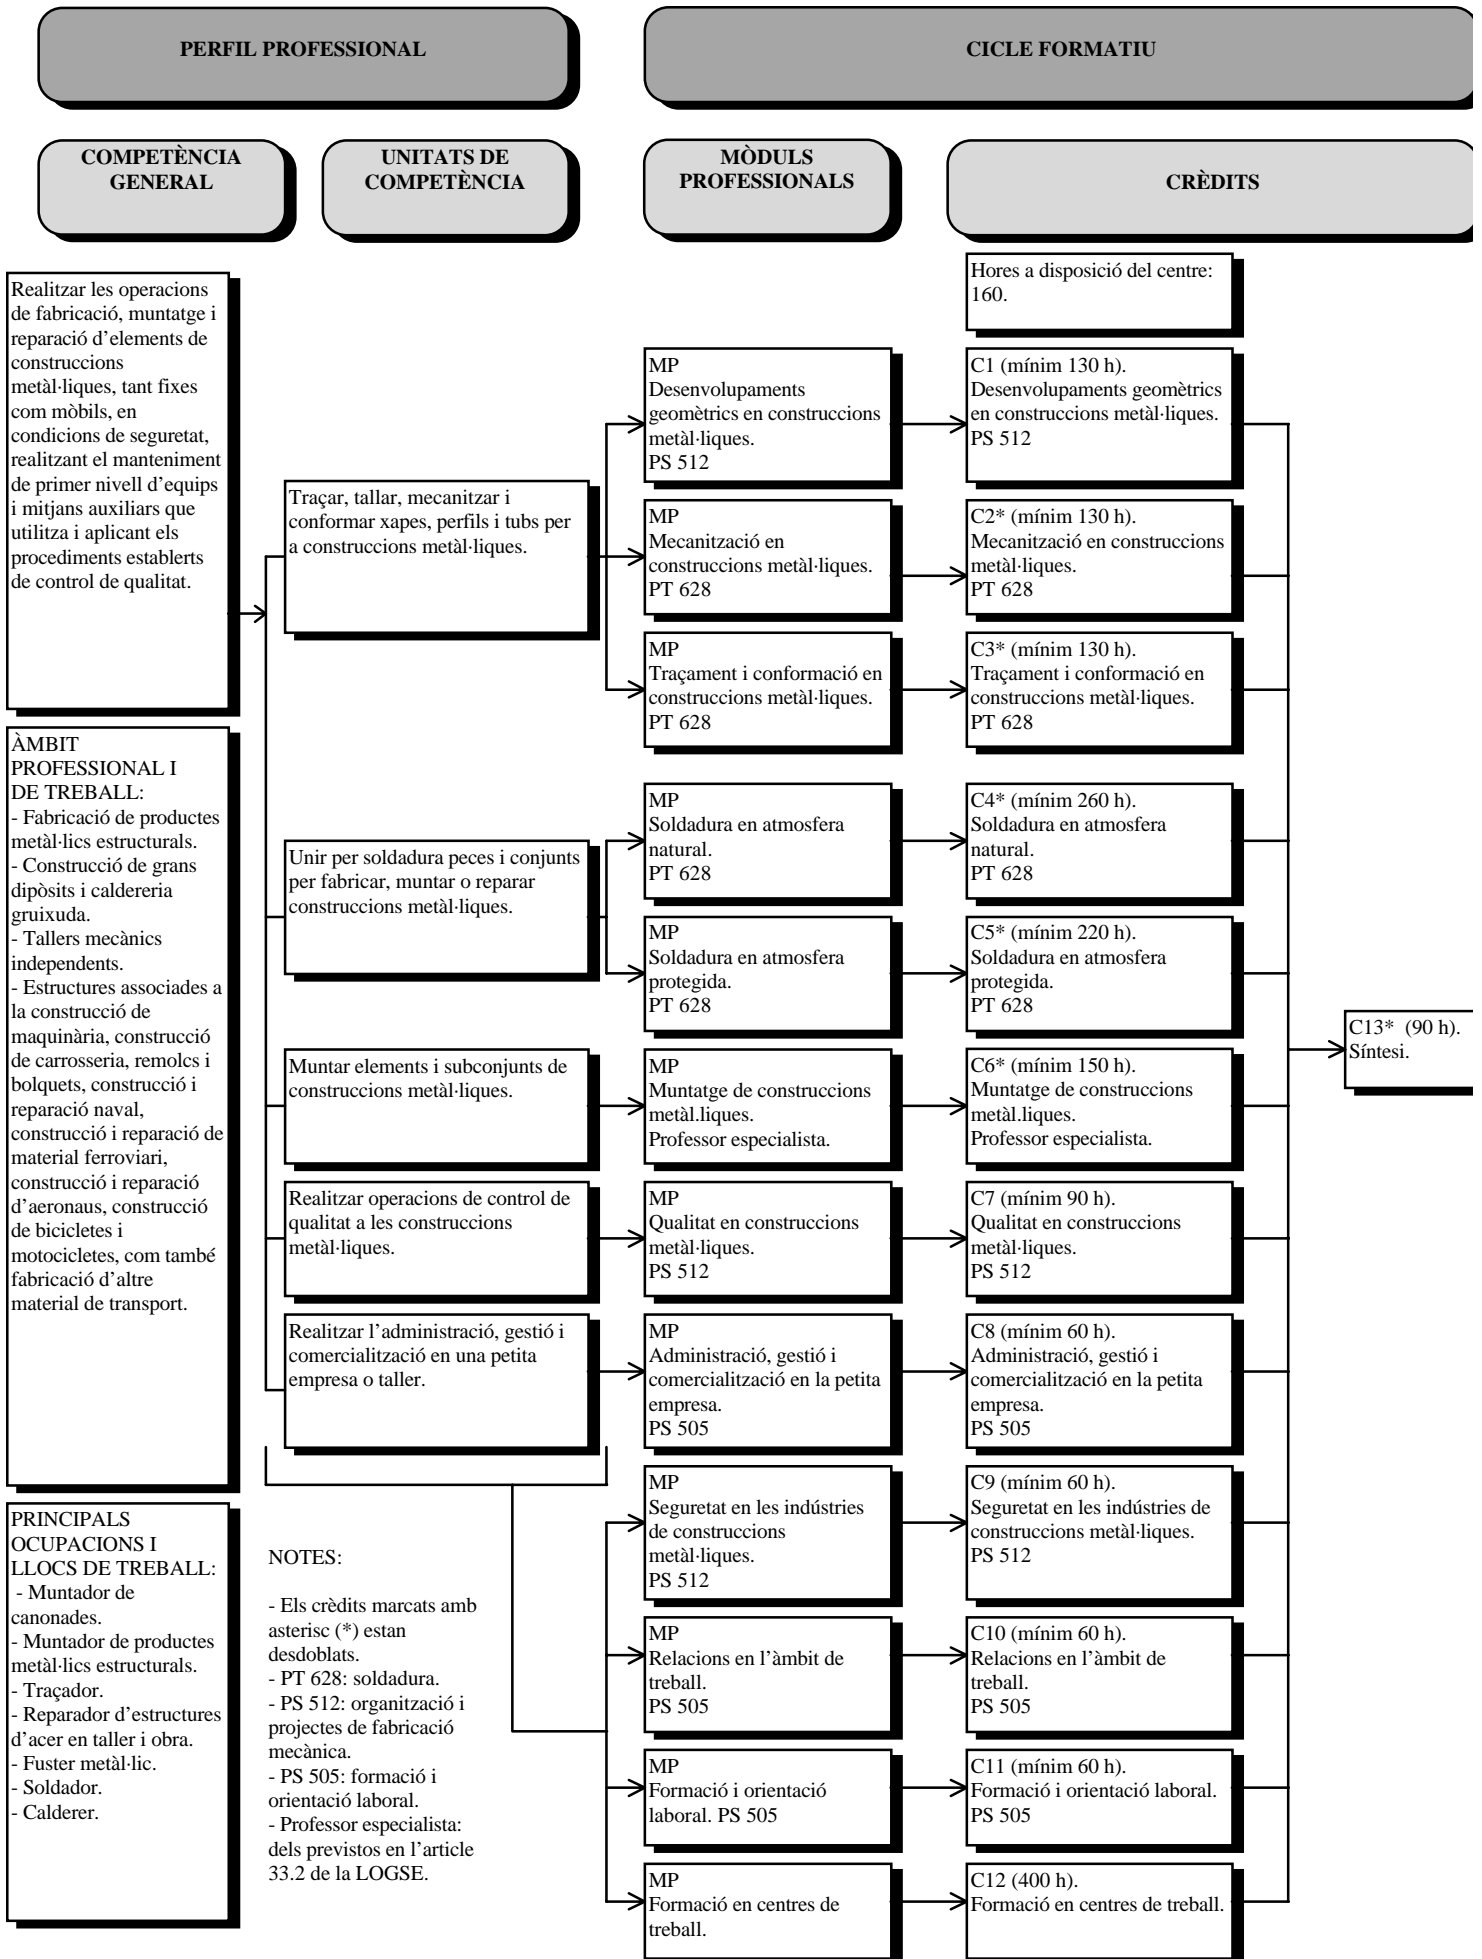 PERFIL PROFESSIONAL
CICLE FORMATIU
COMPETÈNCIA
GENERAL
UNITATS DE
COMPETÈNCIA
MÒDULS
PROFESSIONALS
CRÈDITS
Realitzar les operacions
de fabricació, muntatge i
reparació d’elements de
construccions
metàl·liques, tant fixes
com mòbils, en
condicions de seguretat,
realitzant el manteniment
de primer nivell d’equips
i mitjans auxiliars que
utilitza i aplicant els
procediments establerts
de control de qualitat.
ÀMBIT
PROFESSIONAL I
DE TREBALL:
- Fabricació de productes
metàl·lics estructurals.
- Construcció de grans
dipòsits i caldereria
gruixuda.
- Tallers mecànics
independents.
- Estructures associades a
la construcció de
maquinària, construcció
de carrosseria, remolcs i
bolquets, construcció i
reparació naval,
construcció i reparació de
material ferroviari,
construcció i reparació
d’aeronaus, construcció
de bicicletes i
motocicletes, com també
fabricació d’altre
material de transport.
PRINCIPALS
OCUPACIONS I
LLOCS DE TREBALL:
- Muntador de
canonades.
- Muntador de productes
metàl·lics estructurals.
- Traçador.
- Reparador d’estructures
d’acer en taller i obra.
- Fuster metàl·lic.
- Soldador.
- Calderer.
Traçar, tallar, mecanitzar i
conformar xapes, perfils i tubs per
a construccions metàl·liques.
Unir per soldadura peces i conjunts
per fabricar, muntar o reparar
construccions metàl·liques.
Muntar elements i subconjunts de
construccions metàl·liques.
Realitzar operacions de control de
qualitat a les construccions
metàl·liques.
Realitzar l’administració, gestió i
comercialització en una petita
empresa o taller.
NOTES:
- Els crèdits marcats amb
asterisc (*) estan
desdoblats.
- PT 628: soldadura.
- PS 512: organització i
projectes de fabricació
mecànica.
- PS 505: formació i
orientació laboral.
- Professor especialista:
dels previstos en l’article
33.2 de la LOGSE.
MP
Desenvolupaments
geomètrics en construccions
metàl·liques.
PS 512
MP
Mecanització en
construccions metàl·liques.
PT 628
MP
Traçament i conformació en
construccions metàl·liques.
PT 628
MP
Soldadura en atmosfera
natural.
PT 628
MP
Soldadura en atmosfera
protegida.
PT 628
MP
Muntatge de construccions
metàl.liques.
Professor especialista.
MP
Qualitat en construccions
metàl·liques.
PS 512
MP
Administració, gestió i
comercialització en la petita
empresa.
PS 505
MP
Seguretat en les indústries
de construccions
metàl·liques.
PS 512
MP
Relacions en l’àmbit de
treball.
PS 505
MP
Formació i orientació
laboral. PS 505
MP
Formació en centres de
treball.
Hores a disposició del centre:
160.
C1 (mínim 130 h).
Desenvolupaments geomètrics
en construccions metàl·liques.
PS 512
C2* (mínim 130 h).
Mecanització en construccions
metàl·liques.
PT 628
C3* (mínim 130 h).
Traçament i conformació en
construccions metàl·liques.
PT 628
C4* (mínim 260 h).
Soldadura en atmosfera
natural.
PT 628
C5* (mínim 220 h).
Soldadura en atmosfera
protegida.
PT 628
C6* (mínim 150 h).
Muntatge de construccions
metàl.liques.
Professor especialista.
C7 (mínim 90 h).
Qualitat en construccions
metàl·liques.
PS 512
C8 (mínim 60 h).
Administració, gestió i
comercialització en la petita
empresa.
PS 505
C9 (mínim 60 h).
Seguretat en les indústries de
construccions metàl·liques.
PS 512
C10 (mínim 60 h).
Relacions en l’àmbit de
treball.
PS 505
C11 (mínim 60 h).
Formació i orientació laboral.
PS 505
C12 (400 h).
Formació en centres de treball.
C13* (90 h).
Síntesi.